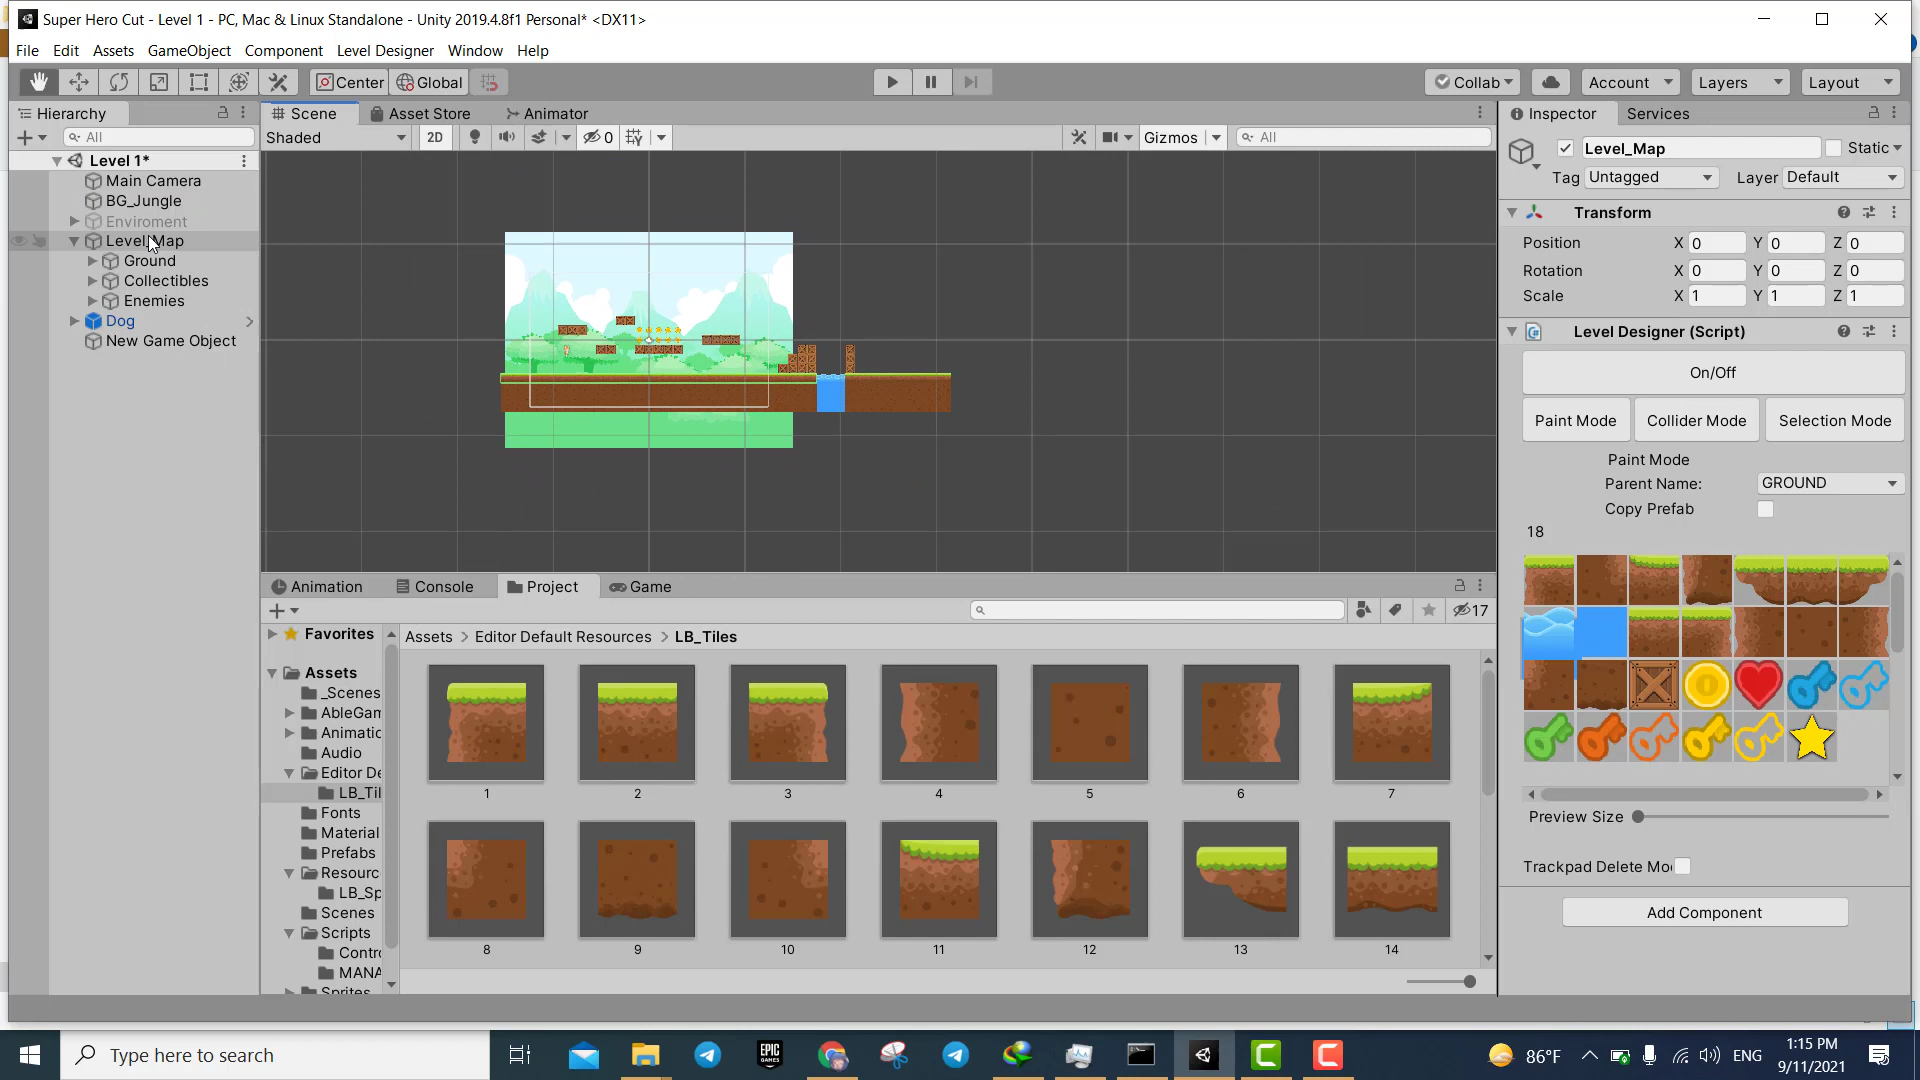 Super Hero Cut - Level 1 - PC, Mac & Linux Standalone - Unity 2019.4.8f1 Personal* <DX11>
File Edit Assets GameObject Component Level Designer Window Help
Center Global Collab Account Layers Layout
Hierarchy Scene Asset Store Animator Inspector Services
All Shaded 2D 0 Gizmos All
Level 1*
Main Camera
BG_Jungle
Enviroment
Level_Map
Ground
Collectibles
Enemies
Dog
New Game Object
Level_Map Static
Tag Untagged Layer Default
Transform
Position X 0 Y 0 Z 0
Rotation X 0 Y 0 Z 0
Scale X 1 Y 1 Z 1
Level Designer (Script)
On/Off
Paint Mode Collider Mode Selection Mode
Paint Mode
Parent Name: GROUND
Copy Prefab
18
Preview Size
Trackpad Delete Mo
Add Component
Animation Console Project Game
17
Favorites
Assets
_Scenes
AbleGam
Animatic
Audio
Editor De
LB_Til
Fonts
Material
Prefabs
Resourc
LB_Sp
Scenes
Scripts
Contro
MANA
Sprites
Assets > Editor Default Resources > LB_Tiles
1 2 3 4 5 6 7
8 9 10 11 12 13 14
Type here to search
EPIC GAMES
86°F ENG
1:15 PM
9/11/2021